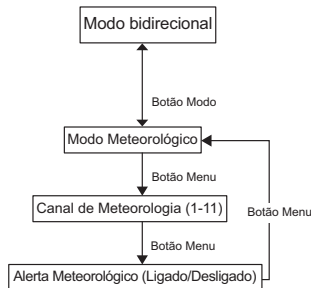 Modo bidirecional
Botão Modo
Modo Meteorológico
Botão Menu
Canal de Meteorologia (1-11)
Botão Menu
Botão Menu
Alerta Meteorológico (Ligado/Desligado)